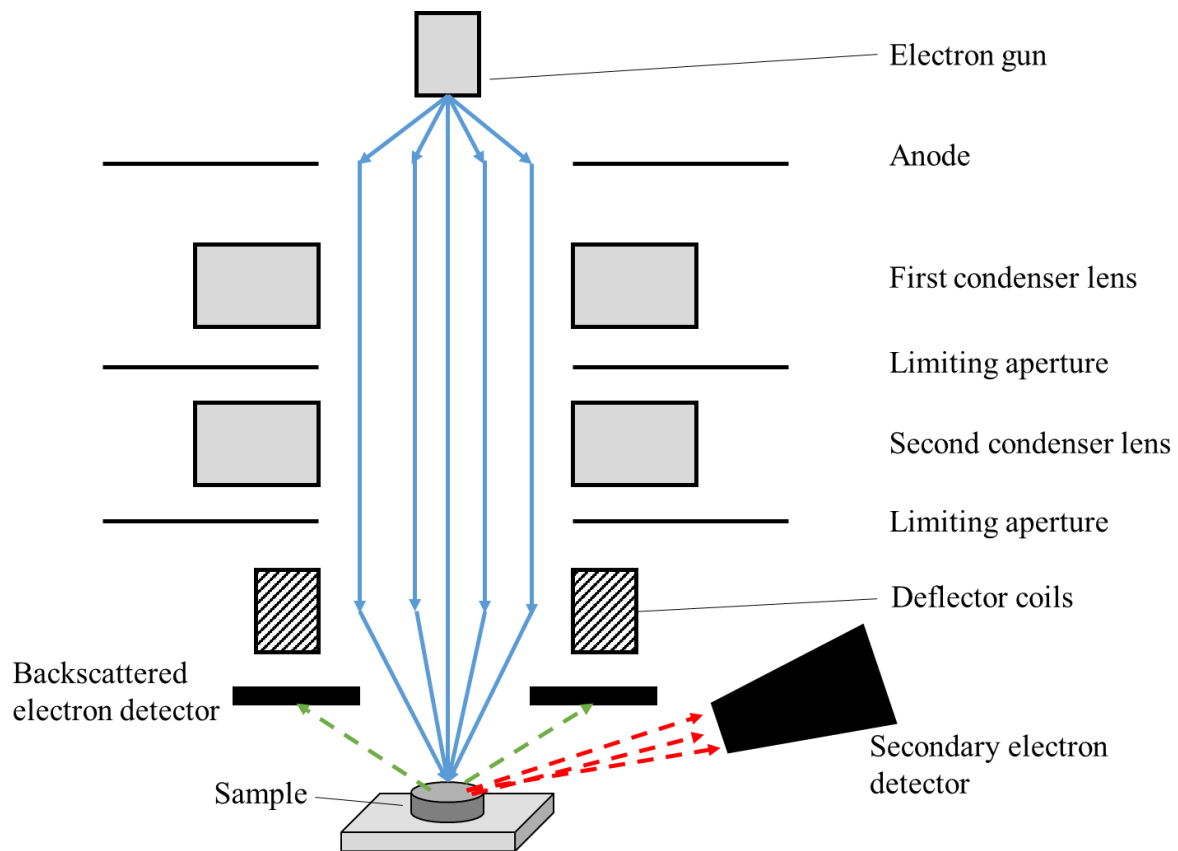 Electron gun
Anode
First condenser lens
Limiting aperture
Second condenser lens
Limiting aperture
Deflector coils
Backscattered
electron detector
Secondary electron
detector
Sample